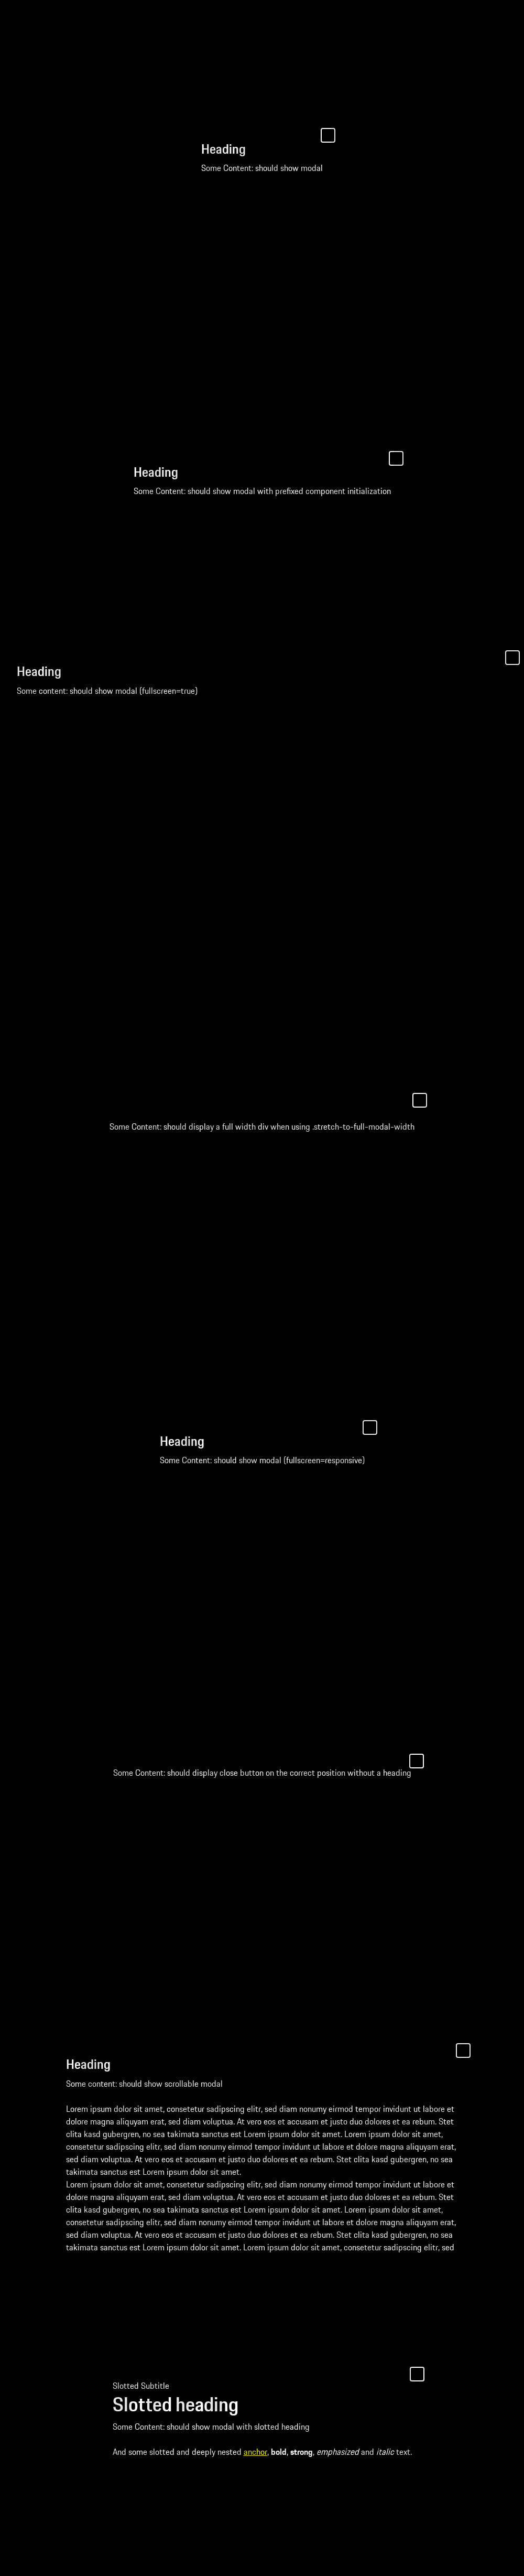 Heading
Some Content: should show modal
Heading
Some Content: should show modal with prefixed component initialization
Heading
Some content: should show modal (fullscreen=true)
Some Content: should display a full width div when using .stretch-to-full-modal-width
Heading
Some Content: should show modal (fullscreen=responsive)
Some Content: should display close button on the correct position without a heading
Heading
Some content: should show scrollable modal
Lorem ipsum dolor sit amet, consetetur sadipscing elitr, sed diam nonumy eirmod tempor invidunt ut labore et
dolore magna aliquyam erat, sed diam voluptua. At vero eos et accusam et justo duo dolores et ea rebum. Stet
clita kasd gubergren, no sea takimata sanctus est Lorem ipsum dolor sit amet. Lorem ipsum dolor sit amet,
consetetur sadipscing elitr, sed diam nonumy eirmod tempor invidunt ut labore et dolore magna aliquyam erat,
sed diam voluptua. At vero eos et accusam et justo duo dolores et ea rebum. Stet clita kasd gubergren, no sea
takimata sanctus est Lorem ipsum dolor sit amet.
Lorem ipsum dolor sit amet, consetetur sadipscing elitr, sed diam nonumy eirmod tempor invidunt ut labore et
dolore magna aliquyam erat, sed diam voluptua. At vero eos et accusam et justo duo dolores et ea rebum. Stet
clita kasd gubergren, no sea takimata sanctus est Lorem ipsum dolor sit amet. Lorem ipsum dolor sit amet,
consetetur sadipscing elitr, sed diam nonumy eirmod tempor invidunt ut labore et dolore magna aliquyam erat,
sed diam voluptua. At vero eos et accusam et justo duo dolores et ea rebum. Stet clita kasd gubergren, no sea
takimata sanctus est Lorem ipsum dolor sit amet. Lorem ipsum dolor sit amet, consetetur sadipscing elitr, sed
Slotted Subtitle
Slotted heading
Some Content: should show modal with slotted heading
And some slotted and deeply nested anchor, bold, strong, emphasized and italic text.